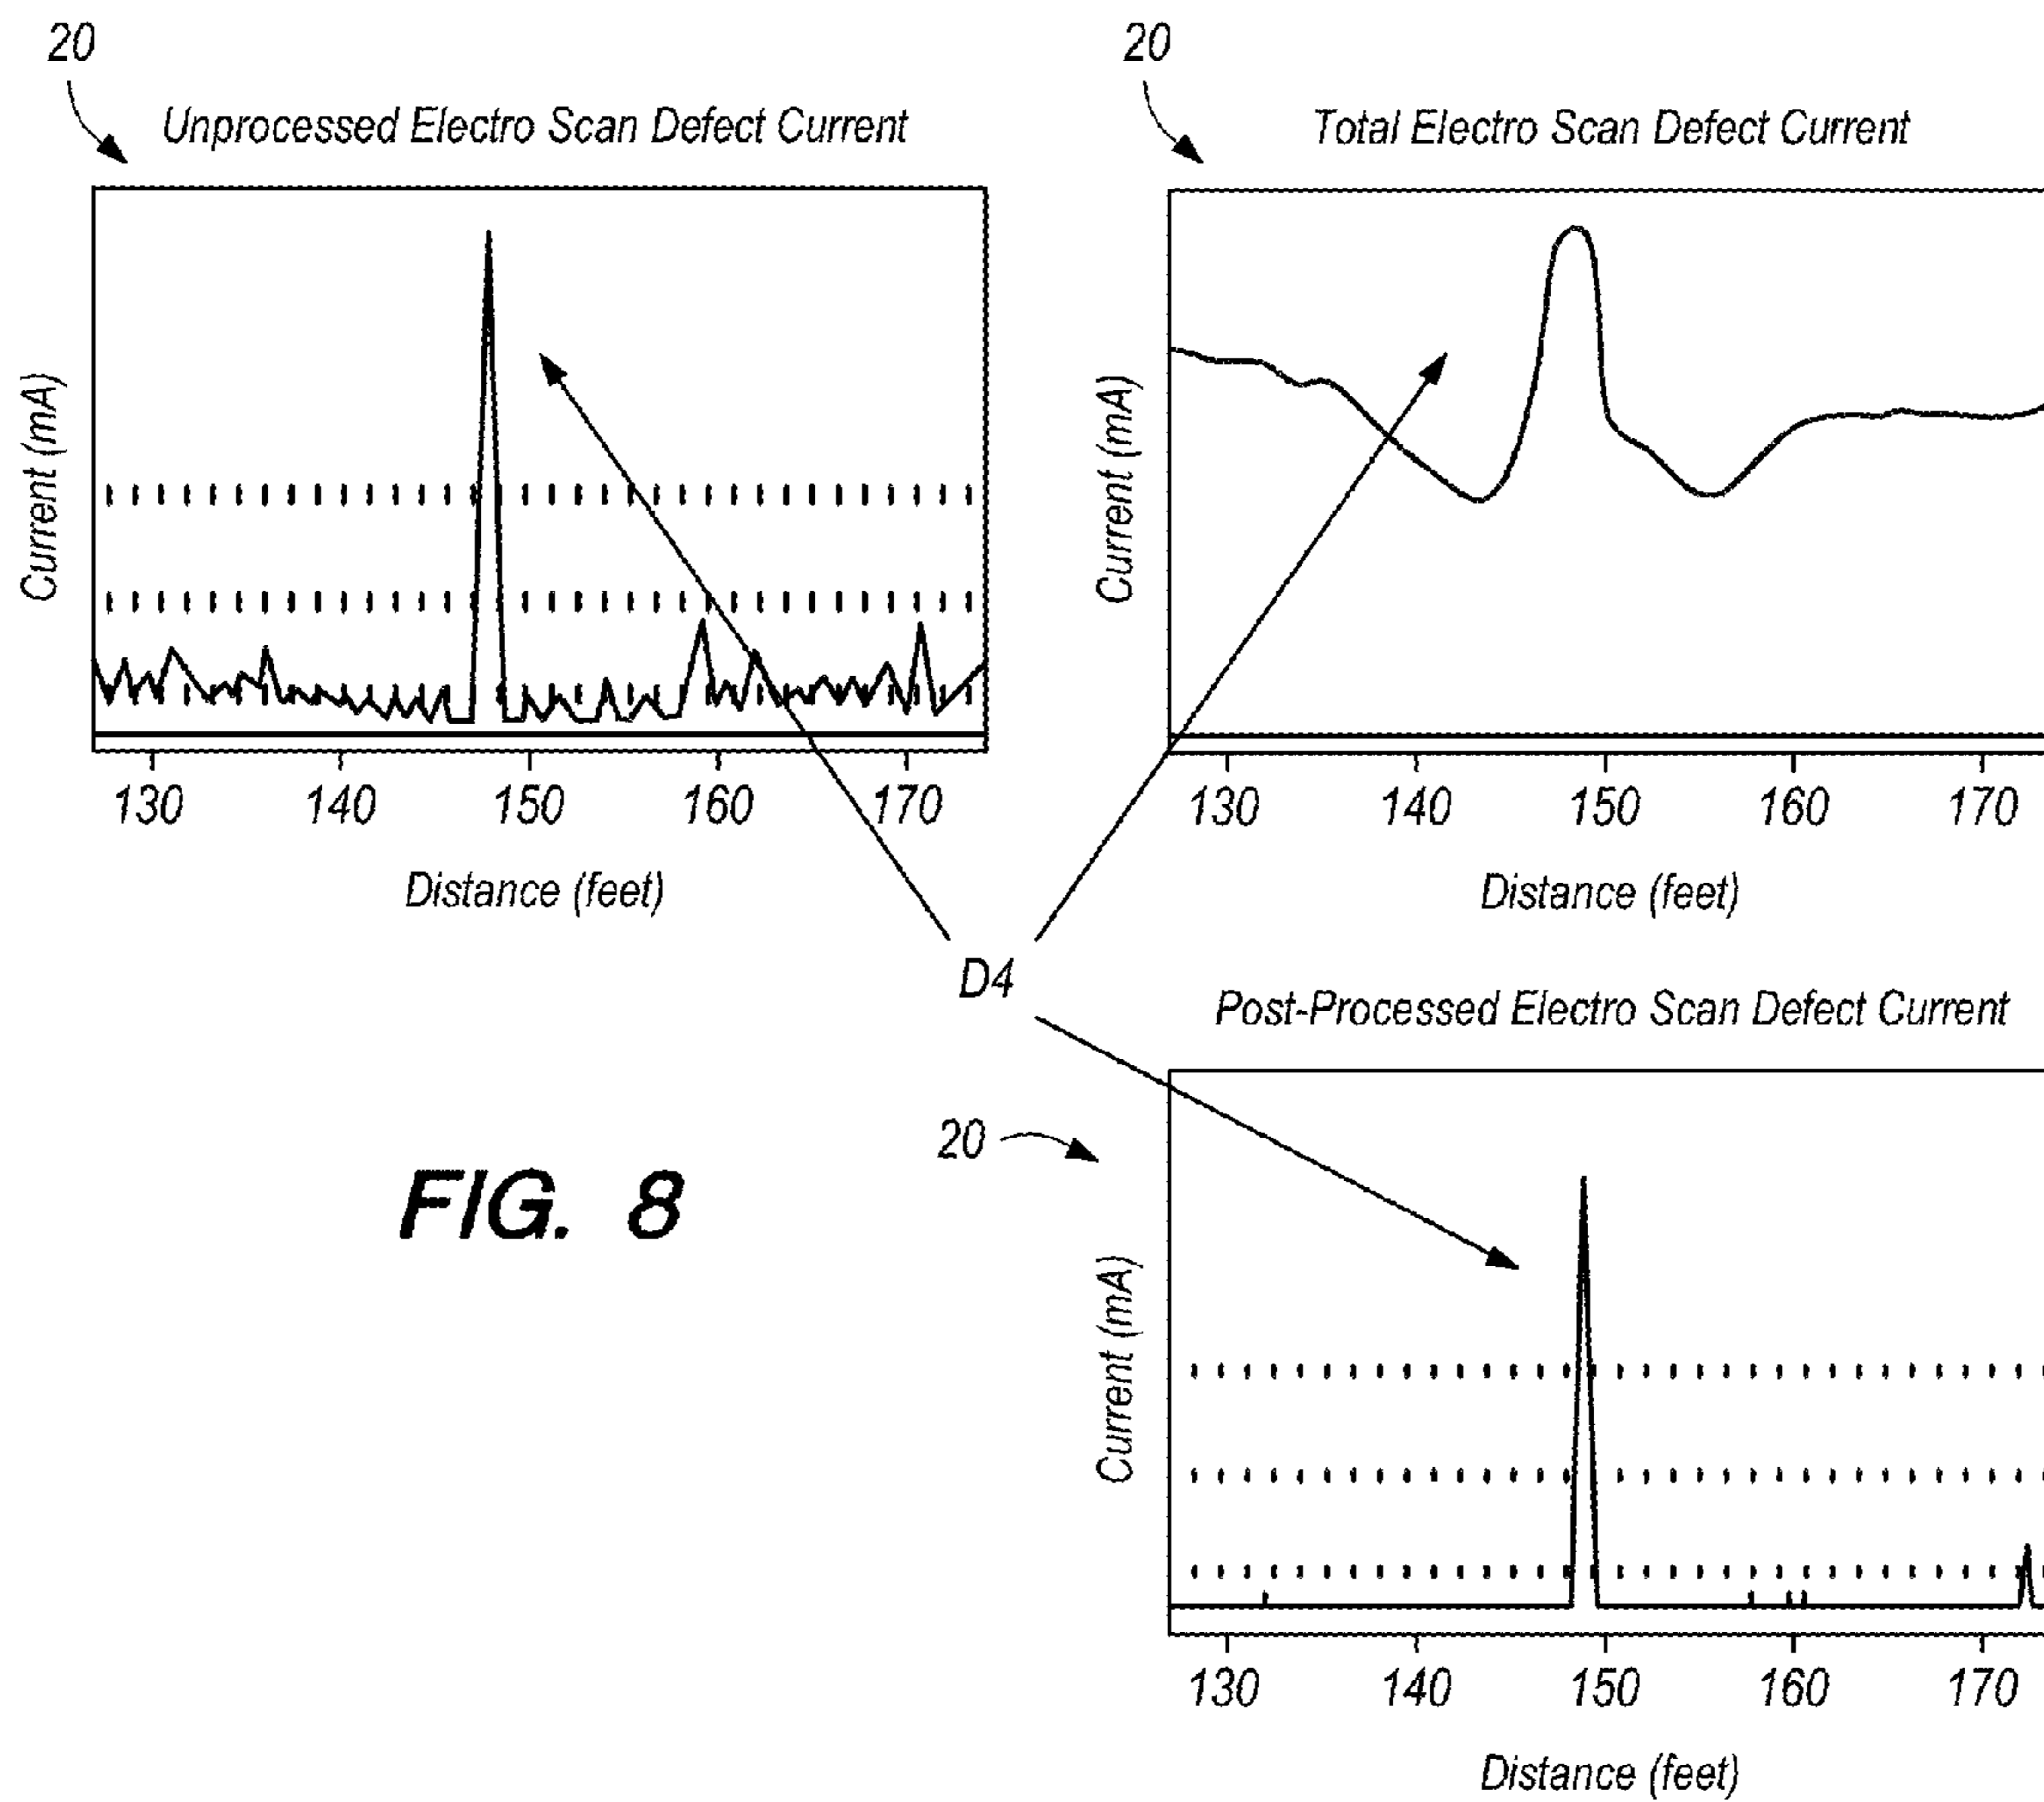 20
Unprocessed Electro Scan Defect Current
Current (mA)
130 140 150 160 170
Distance (feet)
20
Total Electro Scan Defect Current
Current (mA)
130 140 150 160 170
Distance (feet)
D4
Post-Processed Electro Scan Defect Current
20
Current (mA)
130 140 150 160 170
Distance (feet)
FIG. 8